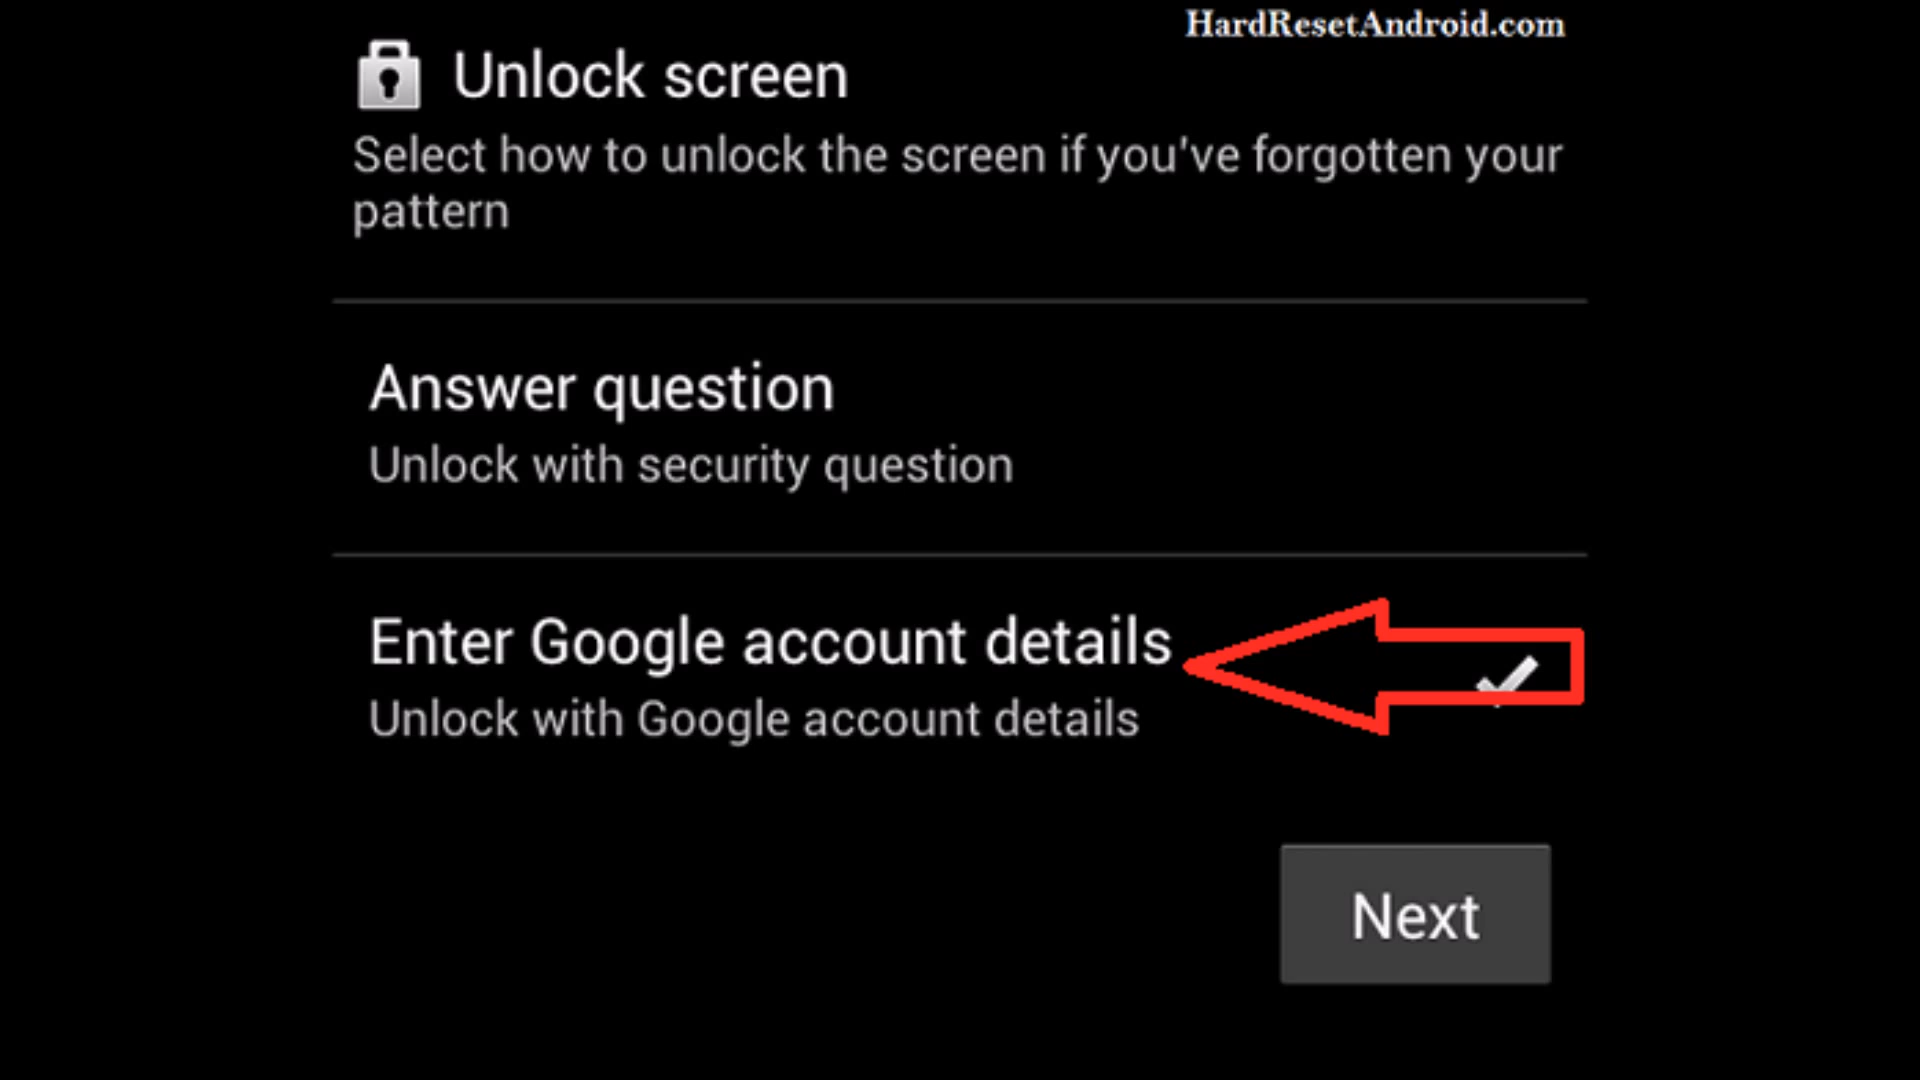 HardResetAndroid.com
Unlock screen
Select how to unlock the screen if you've forgotten your
pattern
Answer question
Unlock with security question
Enter Google account details
Unlock with Google account details
Next